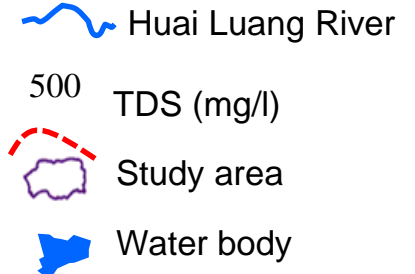 Huai Luang River
500
TDS (mg/l)
Study area
Water body